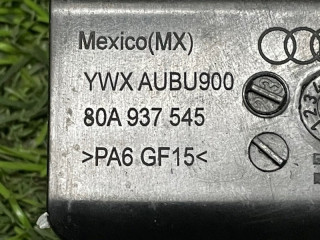 Mexico(MX)
YWX AUBU900
80A 937 545
>PA6 GF15<